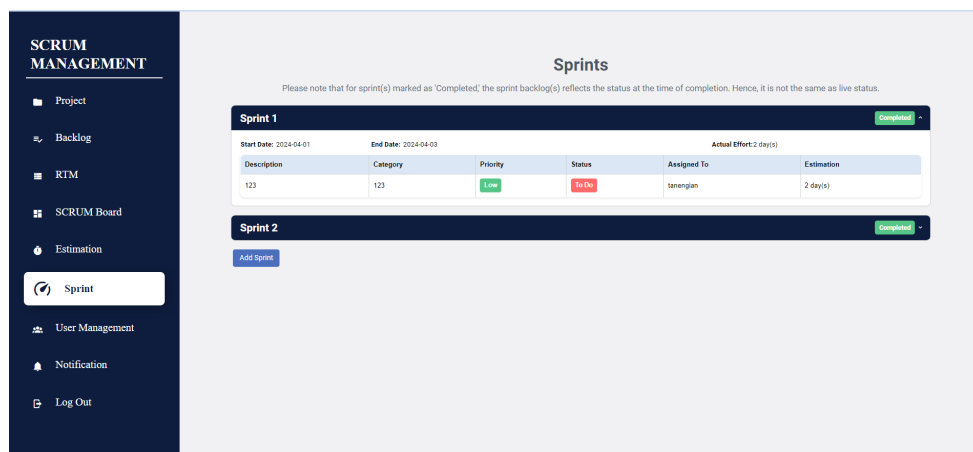 SCRUM
MANAGEMENT
Project
Backlog
RTM
SCRUM Board
Estimation
Sprint
User Management
Notification
Log Out
Sprints
Please note that for sprint(s) marked as 'Completed,' the sprint backlog(s) reflects the status at the time of completion. Hence, it is not the same as live status.
Sprint 1 Completed
Start Date: 2024-04-01 End Date: 2024-04-03 Actual Effort:2 day(s)
Description Category Priority Status Assigned To Estimation
123 123 Low To Do tanengian 2 day(s)
Sprint 2 Completed
Add Sprint